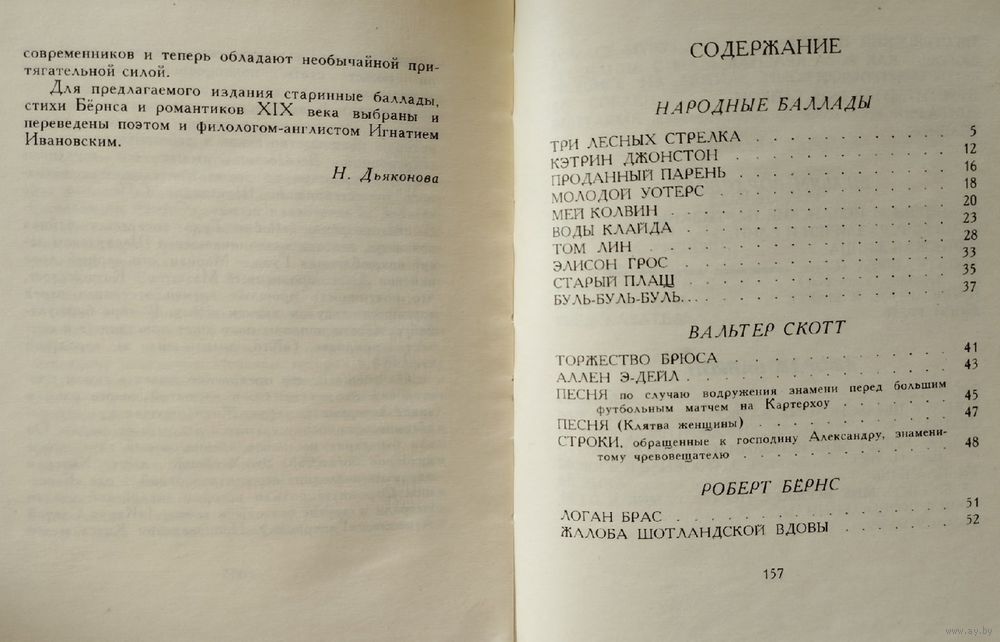 современников и теперь обладают необычайной при-
тягательной силой.
Для предлагаемого издания старинные баллады,
стихи Бёрнса и романтиков XIX века выбраны и
переведены поэтом и филологом-англистом Игнатием
Ивановским.
Н. Дьяконова
СОДЕРЖАНИЕ
НАРОДНЫЕ БАЛЛАДЫ
ТРИ ЛЕСНЫХ СТРЕЛКА . . . . . . . . . . . 5
КЭТРИН ДЖОНСТОН . . . . . . . . . . . 12
ПРОДАННЫЙ ПАРЕНЬ . . . . . . . . . . . 16
МОЛОДОЙ УОТЕРС . . . . . . . . . . . 18
МЕЙ КОЛВИН . . . . . . . . . . . 20
ВОДЫ КЛАЙДА . . . . . . . . . . . 23
ТОМ ЛИН . . . . . . . . . . . 28
ЭЛИСОН ГРОС . . . . . . . . . . . 33
СТАРЫЙ ПЛАЩ . . . . . . . . . . . 35
БУЛЬ-БУЛЬ-БУЛЬ... . . . . . . . . . . . 37
ВАЛЬТЕР СКОТТ
ТОРЖЕСТВО БРЮСА . . . . . . . . . . . 41
АЛЛЕН Э-ДЕЙЛ . . . . . . . . . . . 43
ПЕСНЯ по случаю водружения знамени перед большим
футбольным матчем на Картерхоу . . . . . . 45
ПЕСНЯ (Клятва женщины) . . . . . . . . . . 47
СТРОКИ, обращенные к господину Александру, знамени-
тому чревовещателю . . . . . . . . . . 48
РОБЕРТ БЁРНС
ЛОГАН БРАС . . . . . . . . . . . 51
ЖАЛОБА ШОТЛАНДСКОЙ ВДОВЫ . . . . . . . 52
157
www.ay.by